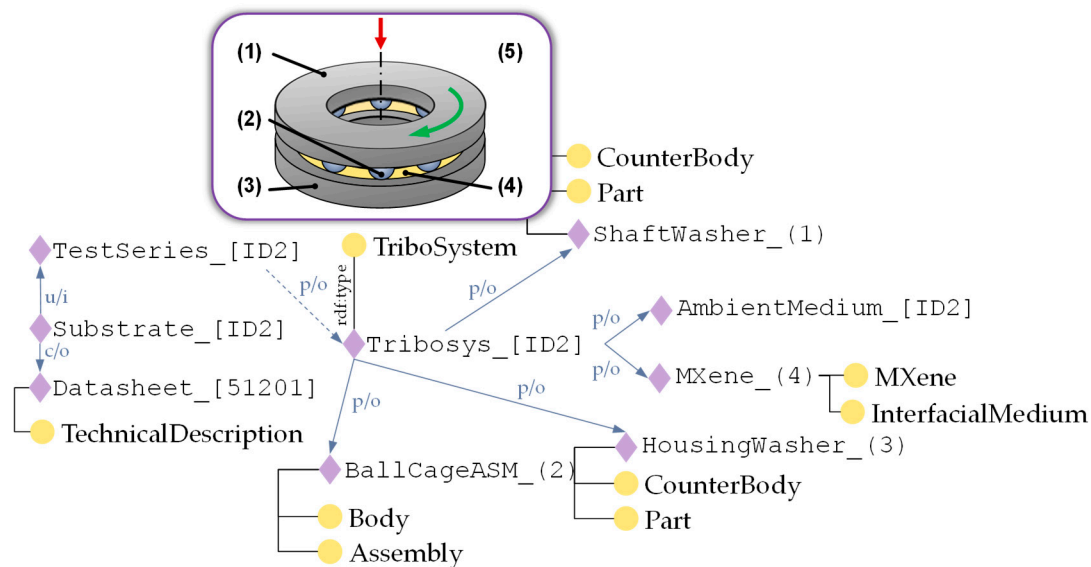 (1)
(5)
(2)
(3)
(4)
CounterBody
Part
ShaftWasher_(1)
TestSeries_[ID2]
TriboSystem
u/i
p/o
rdf:type
p/o
Substrate_[ID2]
c/o
Tribosys_[ID2]
p/o
AmbientMedium_[ID2]
p/o
MXene_(4)
MXene
InterfacialMedium
Datasheet_[51201]
TechnicalDescription
p/o
p/o
HousingWasher_(3)
CounterBody
Part
BallCageASM_(2)
Body
Assembly